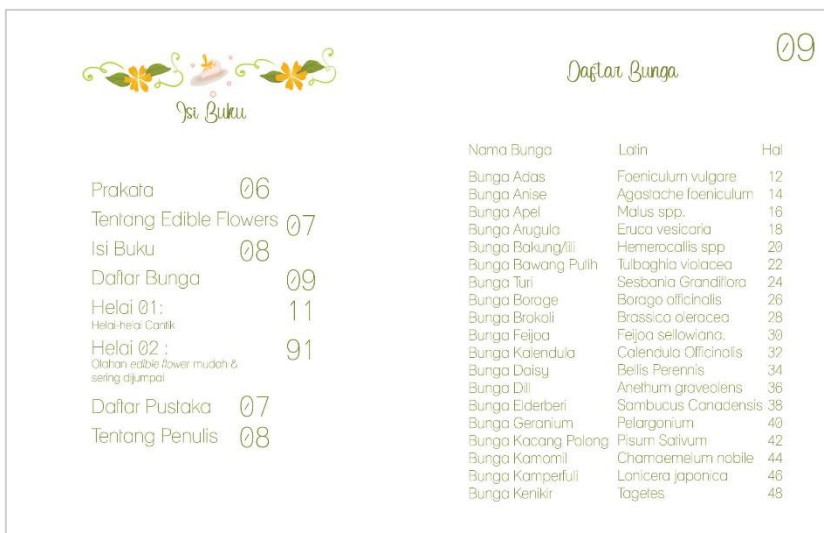 Isi Buku
Prakata 06
Tentang Edible Flowers 07
Isi Buku 08
Daftar Bunga 09
Helai 01: 11
Helai-helai Cantik
Helai 02 : 91
Olahan edible flower mudah &
sering dijumpai
Daftar Pustaka 07
Tentang Penulis 08
09
Daftar Bunga
Nama Bunga Latin Hal
Bunga Adas Foeniculum vulgare 12
Bunga Anise Agastache foeniculum 14
Bunga Apel Malus spp. 16
Bunga Arugula Eruca vesicaria 18
Bunga Bakung/lili Hemerocallis spp 20
Bunga Bawang Putih Tulbaghia violacea 22
Bunga Turi Sesbania Grandiflora 24
Bunga Borage Borago officinalis 26
Bunga Brokoli Brassica oleracea 28
Bunga Feijoa Feijoa sellowiana. 30
Bunga Kalendula Calendula Officinalis 32
Bunga Daisy Bellis Perennis 34
Bunga Dill Anethum graveolens 36
Bunga Elderberi Sambucus Canadensis 38
Bunga Geranium Pelargonium 40
Bunga Kacang Polong Pisum Sativum 42
Bunga Kamomil Chamaemelum nobile 44
Bunga Kamperfuli Lonicera japonica 46
Bunga Kenikir Tagetes 48